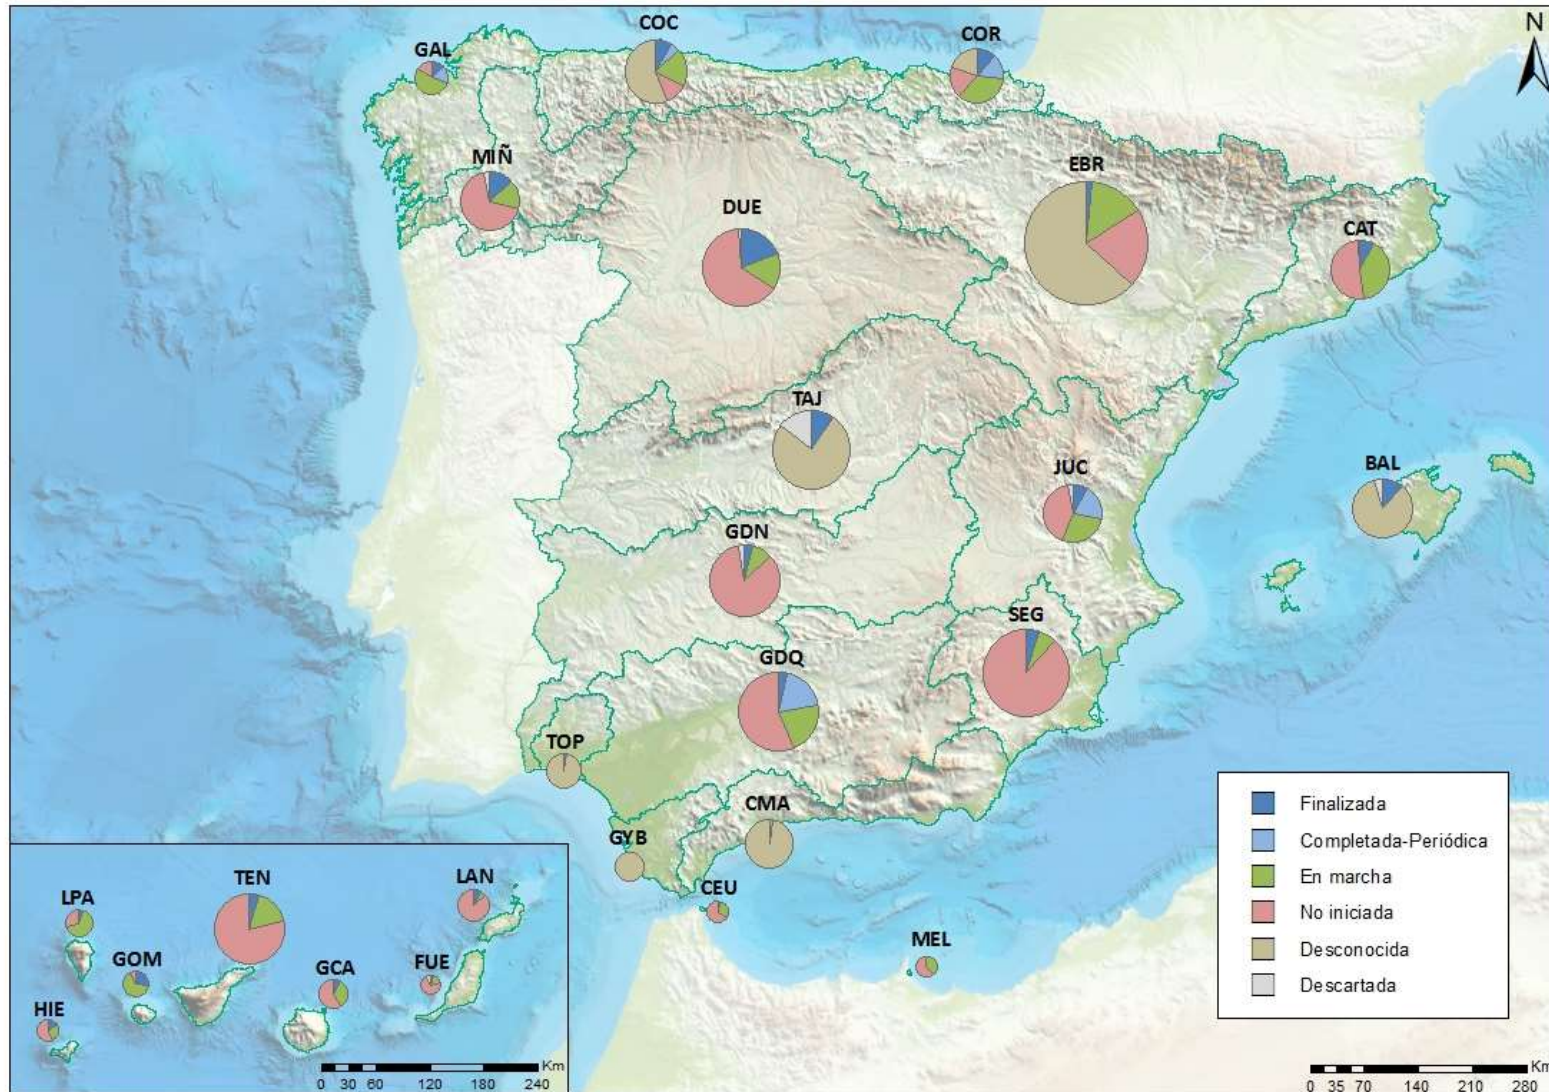 N
COC
COR
GAL
MIÑ
EBR
DUE
CAT
TAJ
JUC
BAL
GDN
SEG
GDQ
TOP
CMA
GYB
CEU
MEL
Finalizada
Completada-Periódica
En marcha
No iniciada
Desconocida
Descartada
TEN
LAN
LPA
GOM
GCA
FUE
HIE
Km
0 30 60 120 180 240
Km
0 35 70 140 210 280